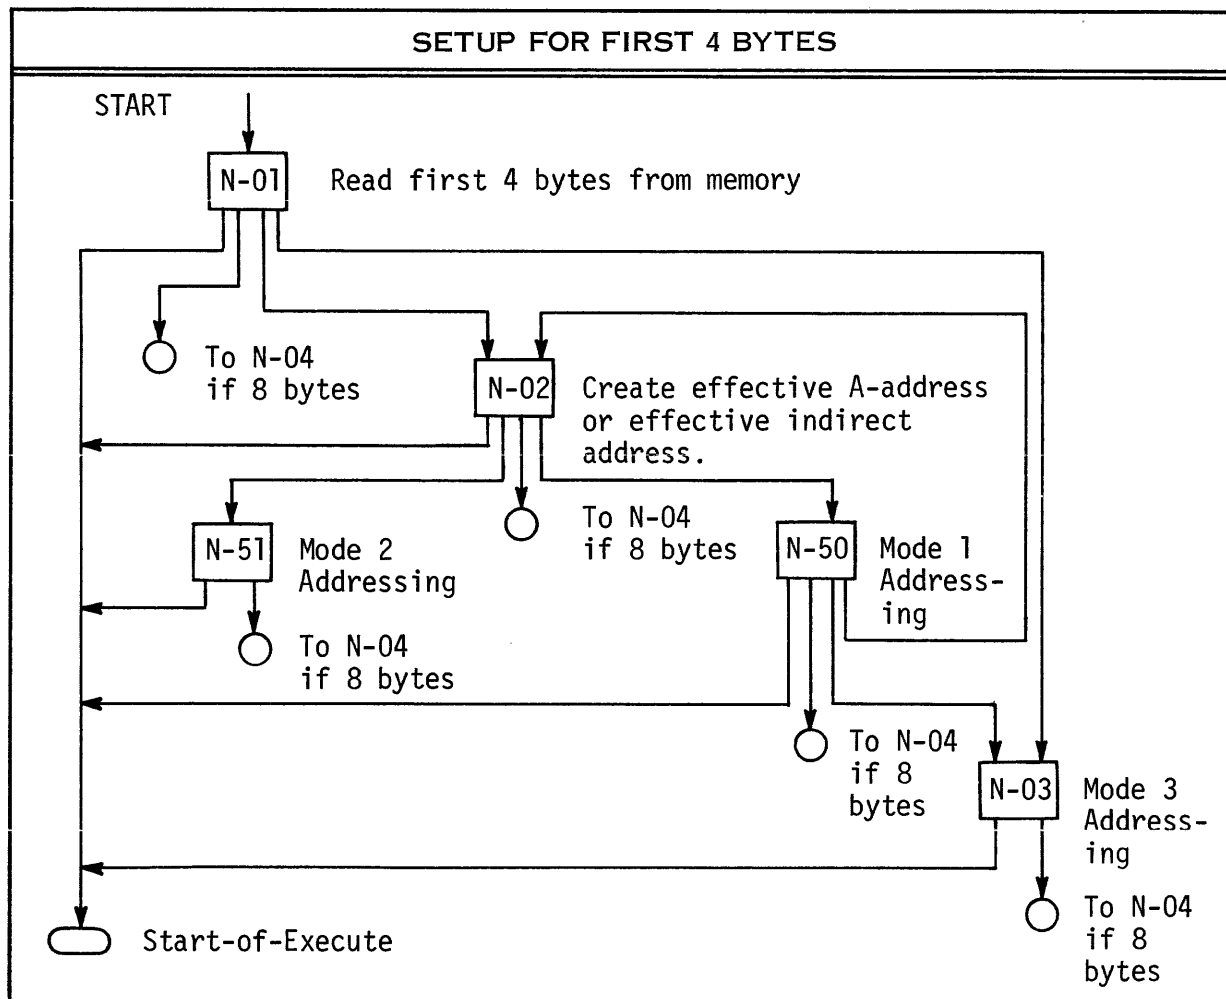 SETUP FOR FIRST 4 BYTES
START
N-01
Read first 4 bytes from memory
To N-04
if 8 bytes
N-02
Create effective A-address
or effective indirect
address.
N-51
Mode 2
Addressing
To N-04
if 8 bytes
N-50
Mode 1
Address-
ing
To N-04
if 8 bytes
To N-04
if 8
bytes
N-03
Mode 3
Address-
ing
Start-of-Execute
To N-04
if 8
bytes